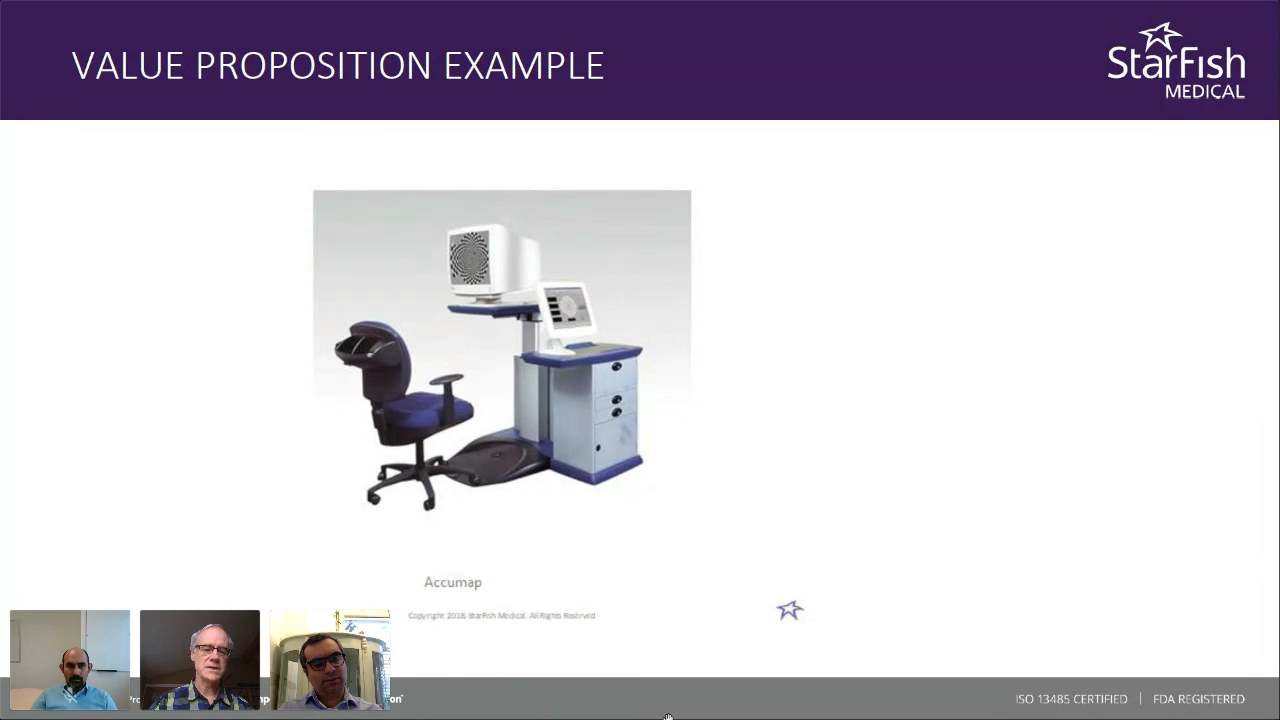 VALUE PROPOSITION EXAMPLE
StarFish
MEDICAL
Accumap
Copyright 2018 StarFish Medical. All Rights Reserved
ISO 13485 CERTIFIED | FDA REGISTERED